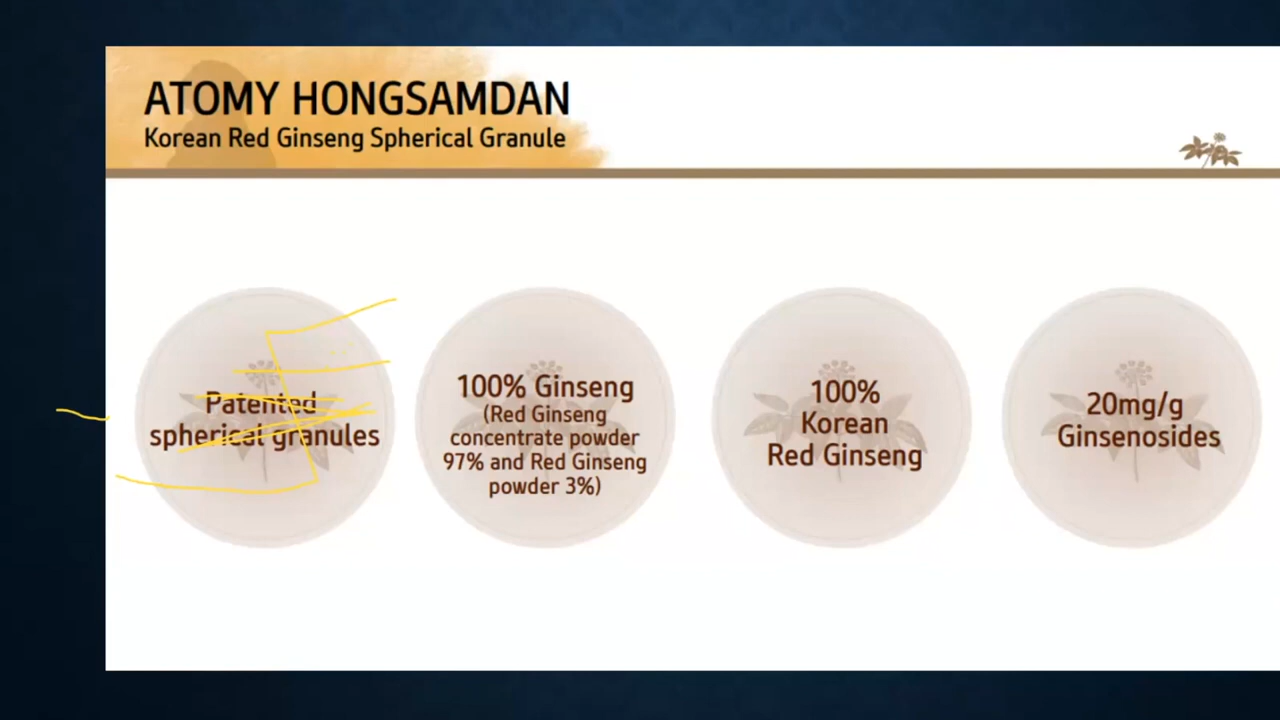 ATOMY HONGSAMDAN
Korean Red Ginseng Spherical Granule
Patented
spherical granules
100% Ginseng
(Red Ginseng
concentrate powder
97% and Red Ginseng
powder 3%)
100%
Korean
Red Ginseng
20mg/g
Ginsenosides